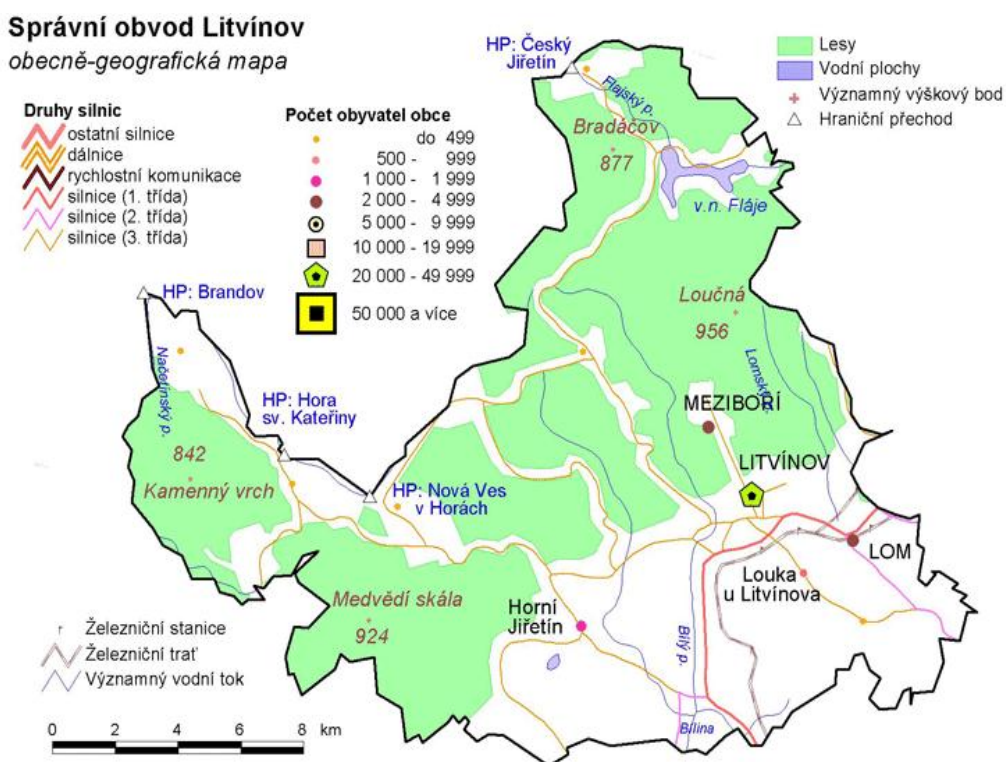 Správní obvod Litvínov
obecně-geografická mapa
Druhy silnic
ostatní silnice
dálnice
rychlostní komunikace
silnice (1. třída)
silnice (2. třída)
silnice (3. třída)
Počet obyvatel obce
do 499
500 - 999
1 000 - 1 999
2 000 - 4 999
5 000 - 9 999
10 000 - 19 999
20 000 - 49 999
50 000 a více
Lesy
Vodní plochy
Významný výškový bod
Hraniční přechod
HP: Český
Jiřetín
Flajský p.
Bradáčov
877
v.n. Fláje
HP: Brandov
Loučná
956
Načetínský p.
Lomský p.
HP: Hora
sv. Kateřiny
MEZIBOŘÍ
842
Kamenný vrch
LITVÍNOV
HP: Nová Ves
v Horách
LOM
Louka
u Litvínova
Medvědí skála
924
Horní
Jiřetín
Bílý p.
Bílina
Železniční stanice
Železniční trať
Významný vodní tok
0 2 4 6 8 km